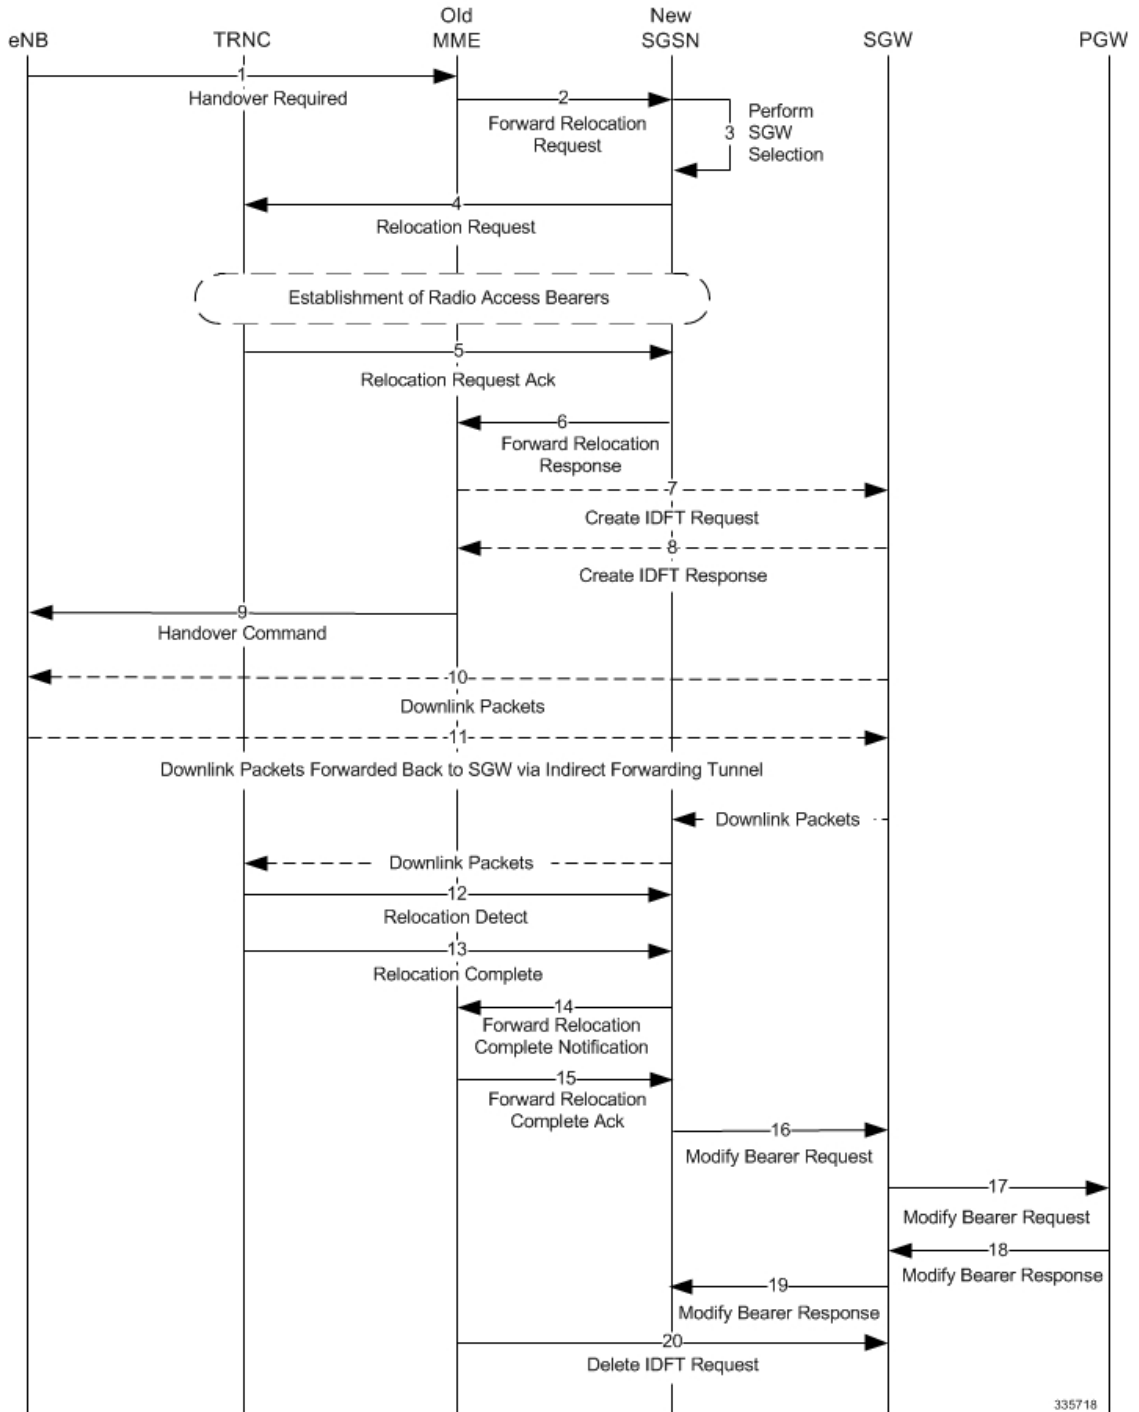 Old
New
eNB
TRNC
MME
SGSN
SGW
PGW
1
Handover Required
2
Forward Relocation
Request
Perform
3 SGW
Selection
4
Relocation Request
Establishment of Radio Access Bearers
5
Relocation Request Ack
6
Forward Relocation
Response
7
Create IDFT Request
8
Create IDFT Response
9
Handover Command
10
Downlink Packets
11
Downlink Packets Forwarded Back to SGW via Indirect Forwarding Tunnel
Downlink Packets
Downlink Packets
12
Relocation Detect
13
Relocation Complete
14
Forward Relocation
Complete Notification
15
Forward Relocation
Complete Ack
16
Modify Bearer Request
17
Modify Bearer Request
18
Modify Bearer Response
19
Modify Bearer Response
20
Delete IDFT Request
335718